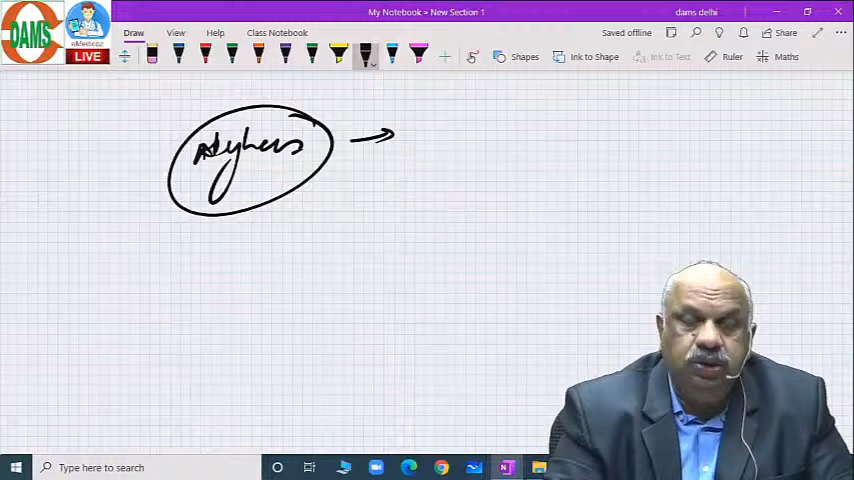 DAMS
eMedicoz
LIVE
My Notebook = New Section 1
dams delhi
Draw View Help Class Notebook
Saved offline
Share
Shapes Ink to Shape Ink to Text Ruler Maths
Type here to search